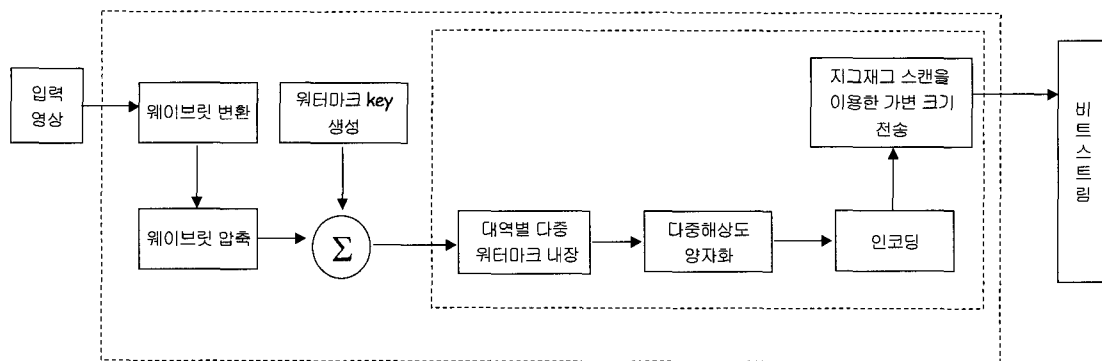 입력
영상
웨이브릿 변환
워터마크 key
생성
지그재그 스캔을
이용한 가변 크기
전송
비트스트림
웨이브릿 압축
Σ
대역별 다중
워터마크 내장
다중해상도
양자화
인코딩